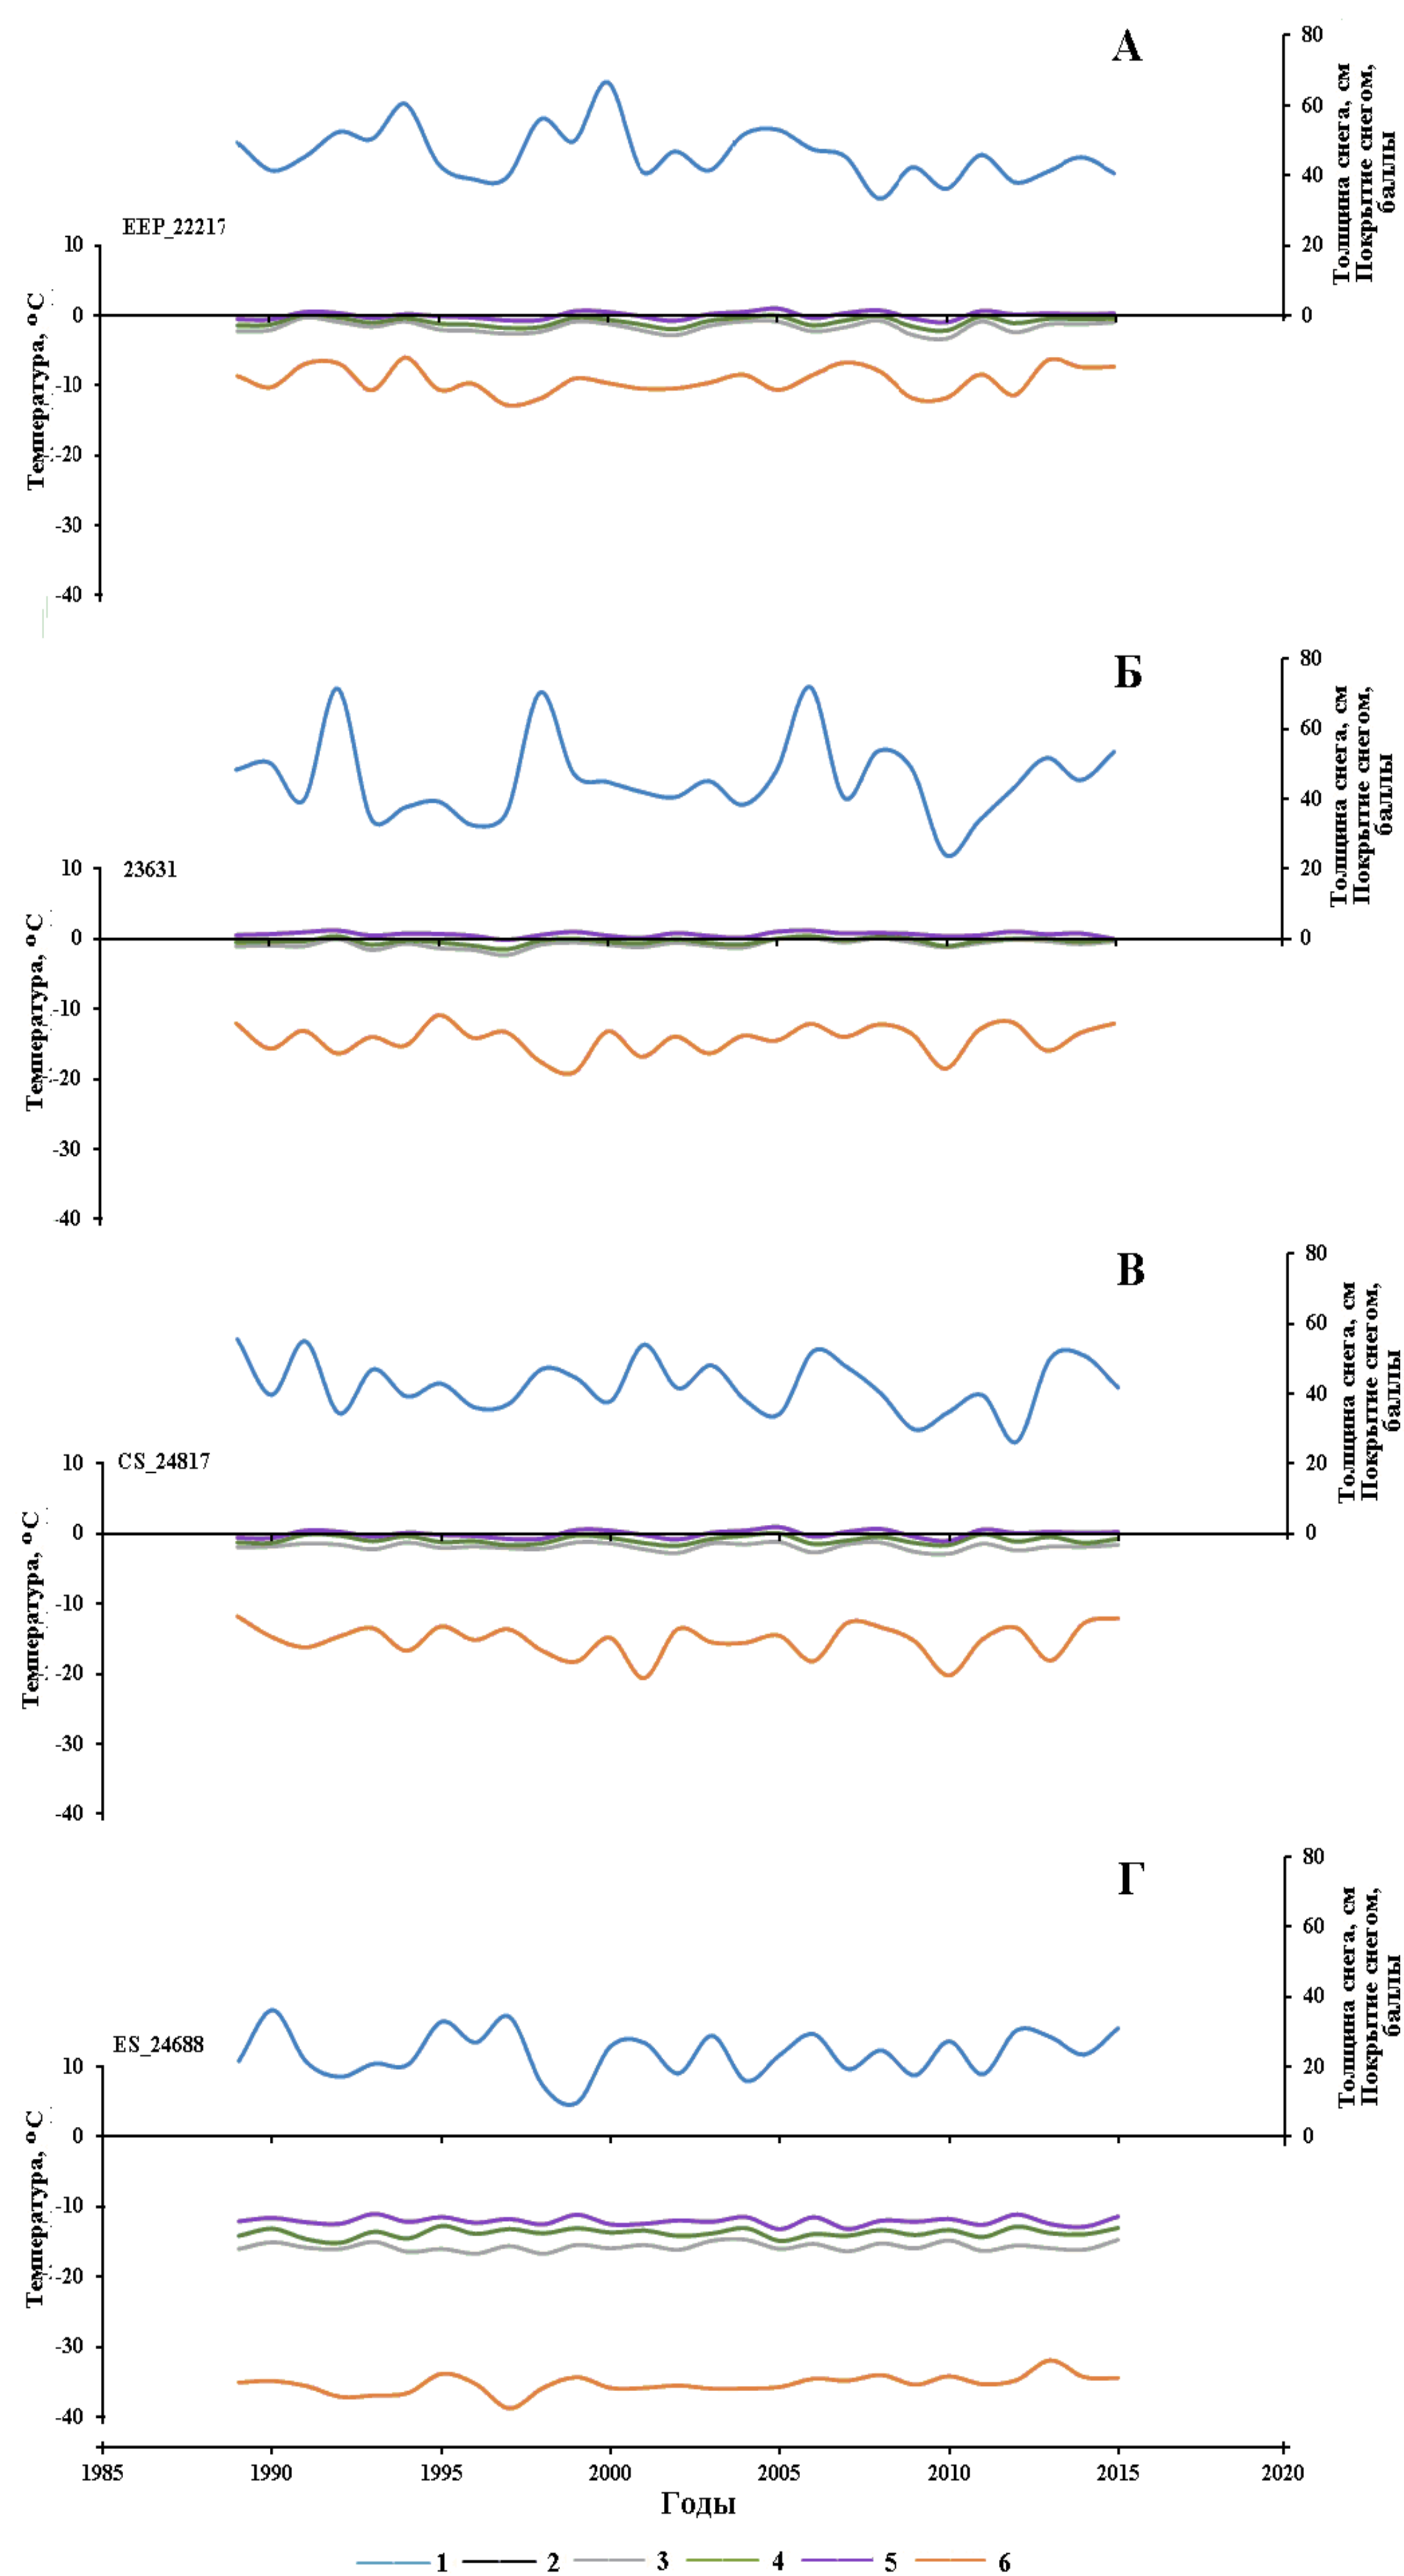 А
80
60
40
20
0
Толщина снега, см
Покрытие снегом,
баллы
EEP_22217
10
0
-10
-20
-30
-40
Температура, °С
Б
80
60
40
20
0
Толщина снега, см
Покрытие снегом,
баллы
23631
10
0
-10
-20
-30
-40
Температура, °С
В
80
60
40
20
0
Толщина снега, см
Покрытие снегом,
баллы
CS_24817
10
0
-10
-20
-30
-40
Температура, °С
Г
80
60
40
20
0
Толщина снега, см
Покрытие снегом,
баллы
ES_24688
10
0
-10
-20
-30
-40
Температура, °С
1985 1990 1995 2000 2005 2010 2015 2020
Годы
1 2 3 4 5 6